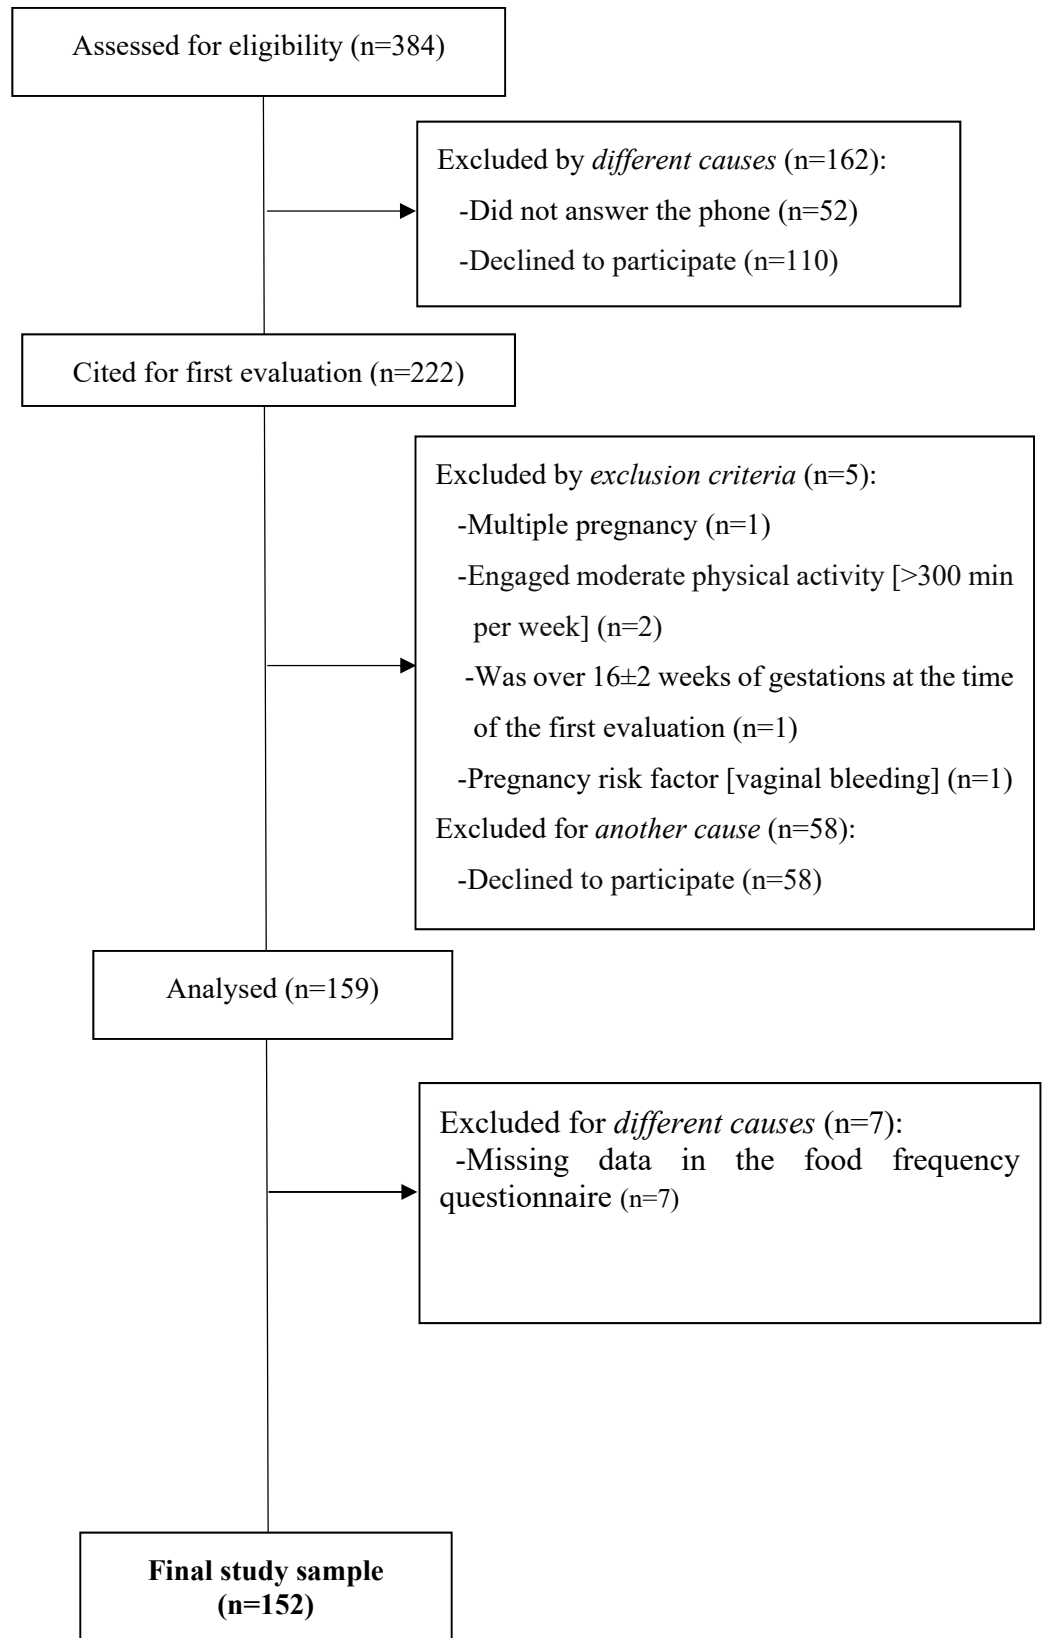 Assessed for eligibility (n=384)
Excluded by different causes (n=162):
-Did not answer the phone (n=52)
-Declined to participate (n=110)
Cited for first evaluation (n=222)
Excluded by exclusion criteria (n=5):
-Multiple pregnancy (n=1)
-Engaged moderate physical activity [>300 min
per week] (n=2)
-Was over 16±2 weeks of gestations at the time
of the first evaluation (n=1)
-Pregnancy risk factor [vaginal bleeding] (n=1)
Excluded for another cause (n=58):
-Declined to participate (n=58)
Analysed (n=159)
Excluded for different causes (n=7):
-Missing data in the food frequency
questionnaire (n=7)
Final study sample
(n=152)